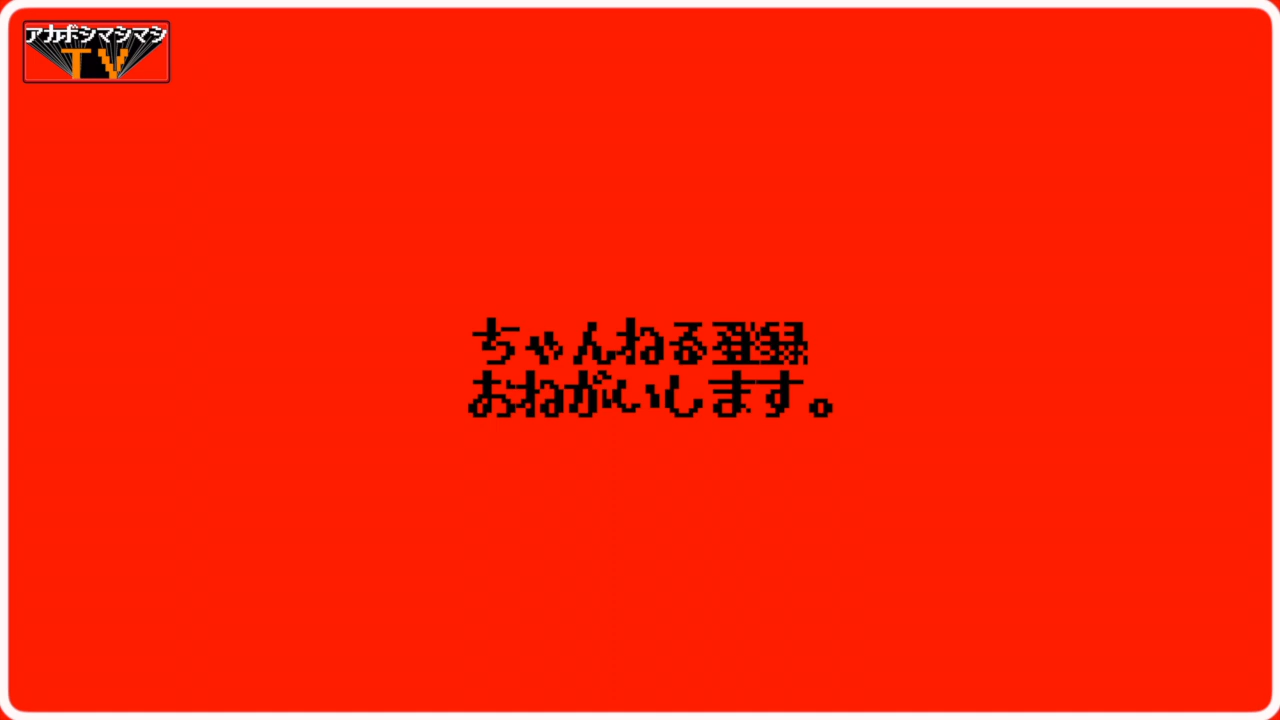 アカボシマシマシ
TV
ちゃんねる登録
おねがいします。